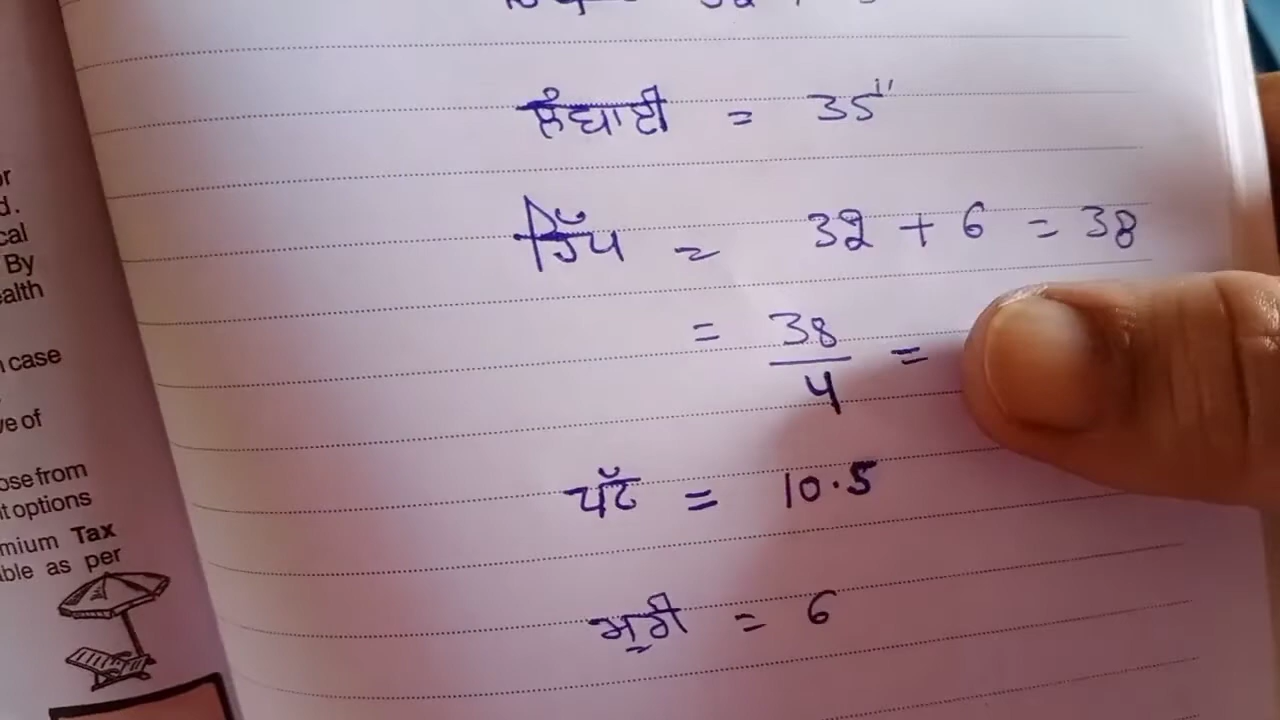 ਲੰਬਾਈ = 35"
ਹਿੱਪ = 32 + 6 = 38
= 38/4 =
ਪੱਟ = 10.5
ਮੂਰੀ = 6
or
d.
cal
By
ealth
n case
ve of
ose from
t options
mium Tax
ble as per